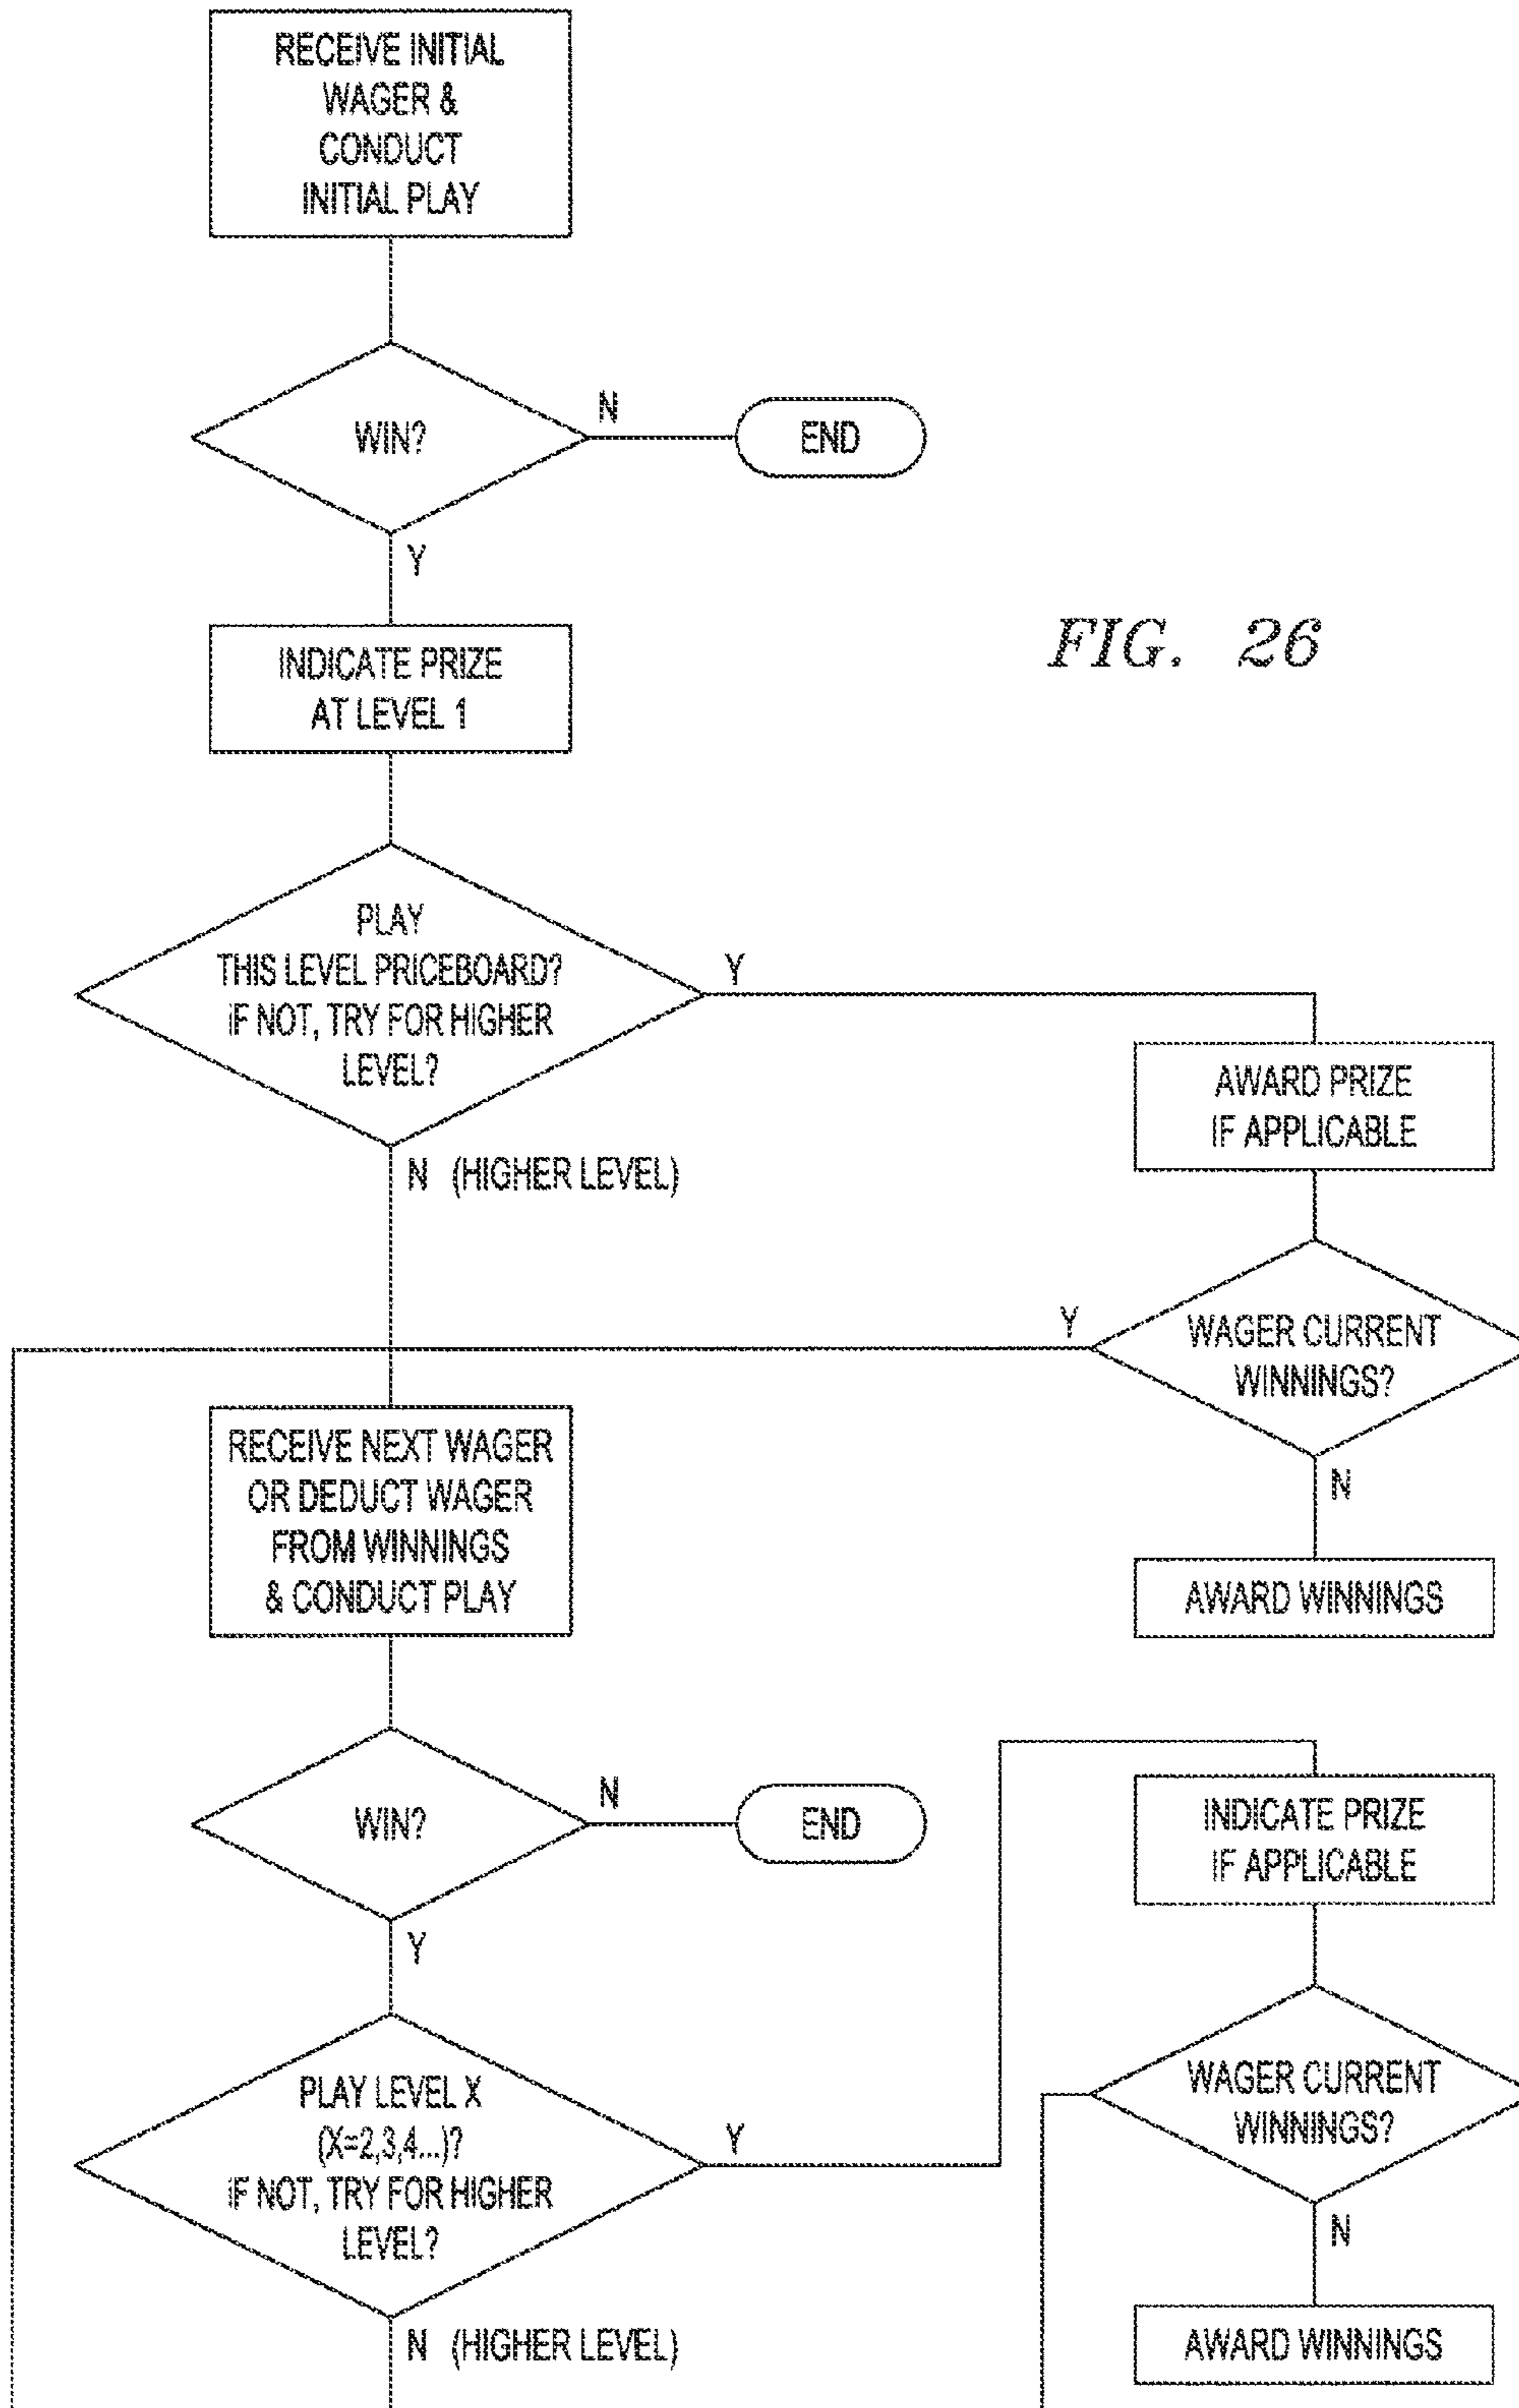 RECEIVE INITIAL
WAGER &
CONDUCT
INITIAL PLAY
WIN?
N
END
Y
INDICATE PRIZE
AT LEVEL 1
FIG. 26
PLAY
THIS LEVEL PRICEBOARD?
IF NOT, TRY FOR HIGHER
LEVEL?
Y
N (HIGHER LEVEL)
AWARD PRIZE
IF APPLICABLE
Y
WAGER CURRENT
WINNINGS?
N
AWARD WINNINGS
RECEIVE NEXT WAGER
OR DEDUCT WAGER
FROM WINNINGS
& CONDUCT PLAY
WIN?
N
END
Y
PLAY LEVEL X
(X=2,3,4...)?
IF NOT, TRY FOR HIGHER
LEVEL?
Y
N (HIGHER LEVEL)
INDICATE PRIZE
IF APPLICABLE
WAGER CURRENT
WINNINGS?
N
AWARD WINNINGS